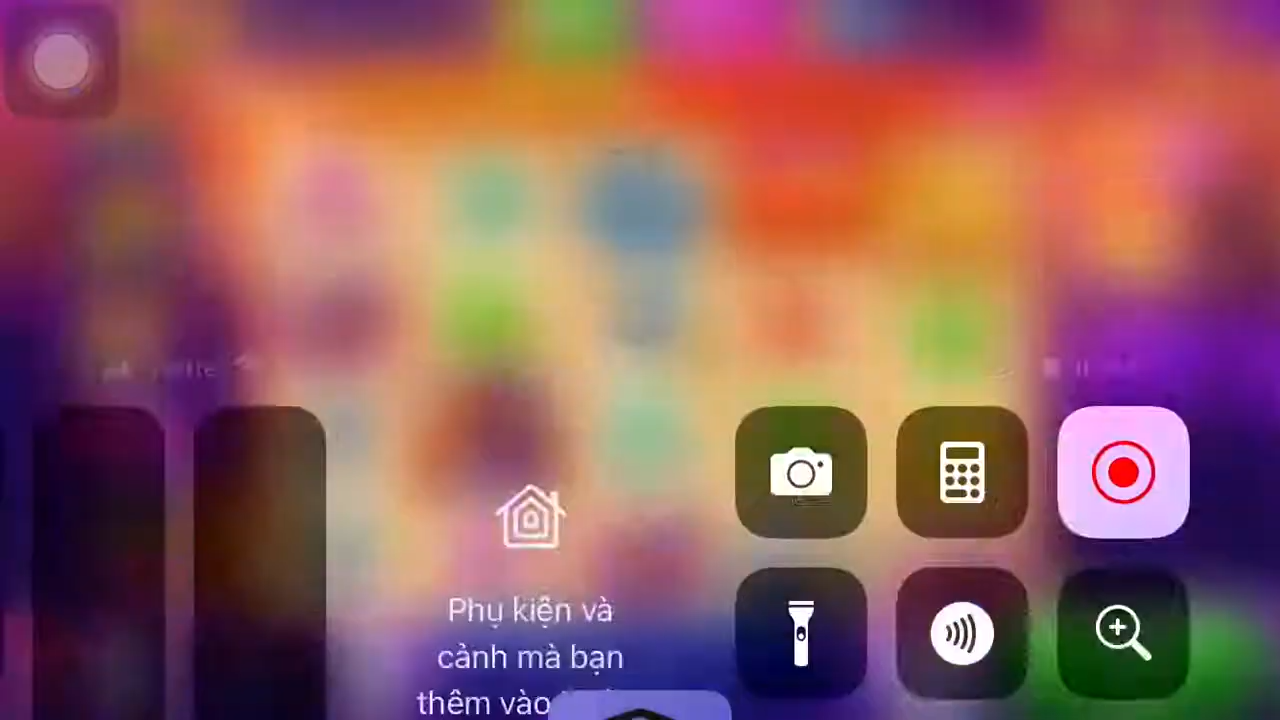 Phụ kiện và
cảnh mà bạn
thêm vào